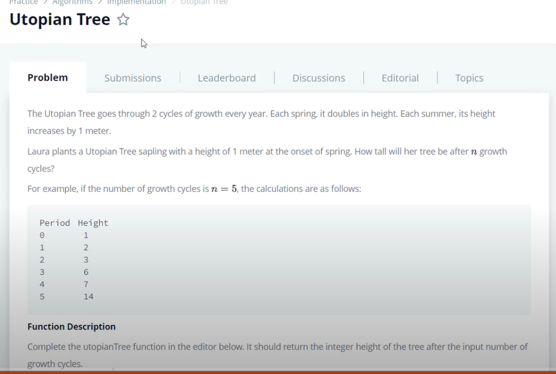 Practice > Algorithms > Implementation > Utopian Tree
Utopian Tree
Problem
Submissions
Leaderboard
Discussions
Editorial
Topics
The Utopian Tree goes through 2 cycles of growth every year. Each spring, it doubles in height. Each summer, its height
increases by 1 meter.
Laura plants a Utopian Tree sapling with a height of 1 meter at the onset of spring. How tall will her tree be after n growth
cycles?
For example, if the number of growth cycles is n = 5, the calculations are as follows:
Period Height
0 1
1 2
2 3
3 6
4 7
5 14
Function Description
Complete the utopianTree function in the editor below. It should return the integer height of the tree after the input number of
growth cycles.